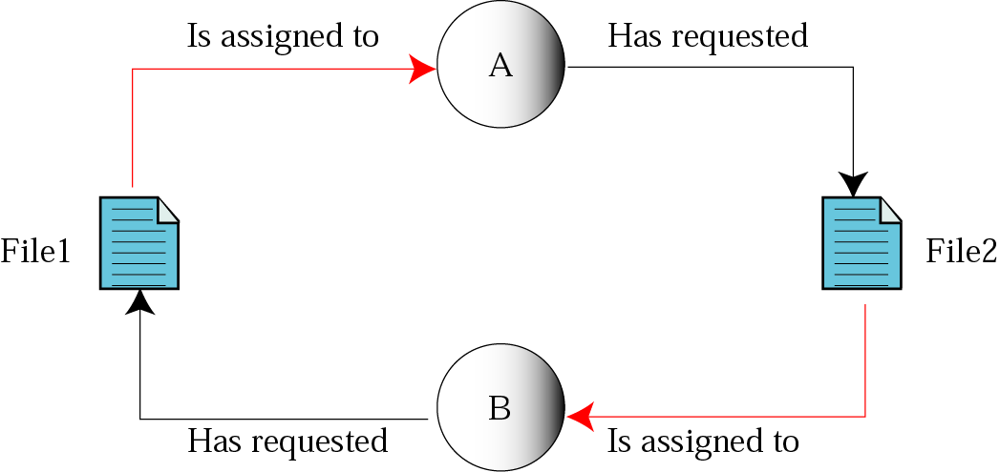 Is assigned to
A
Has requested
File1
File2
B
Has requested
Is assigned to